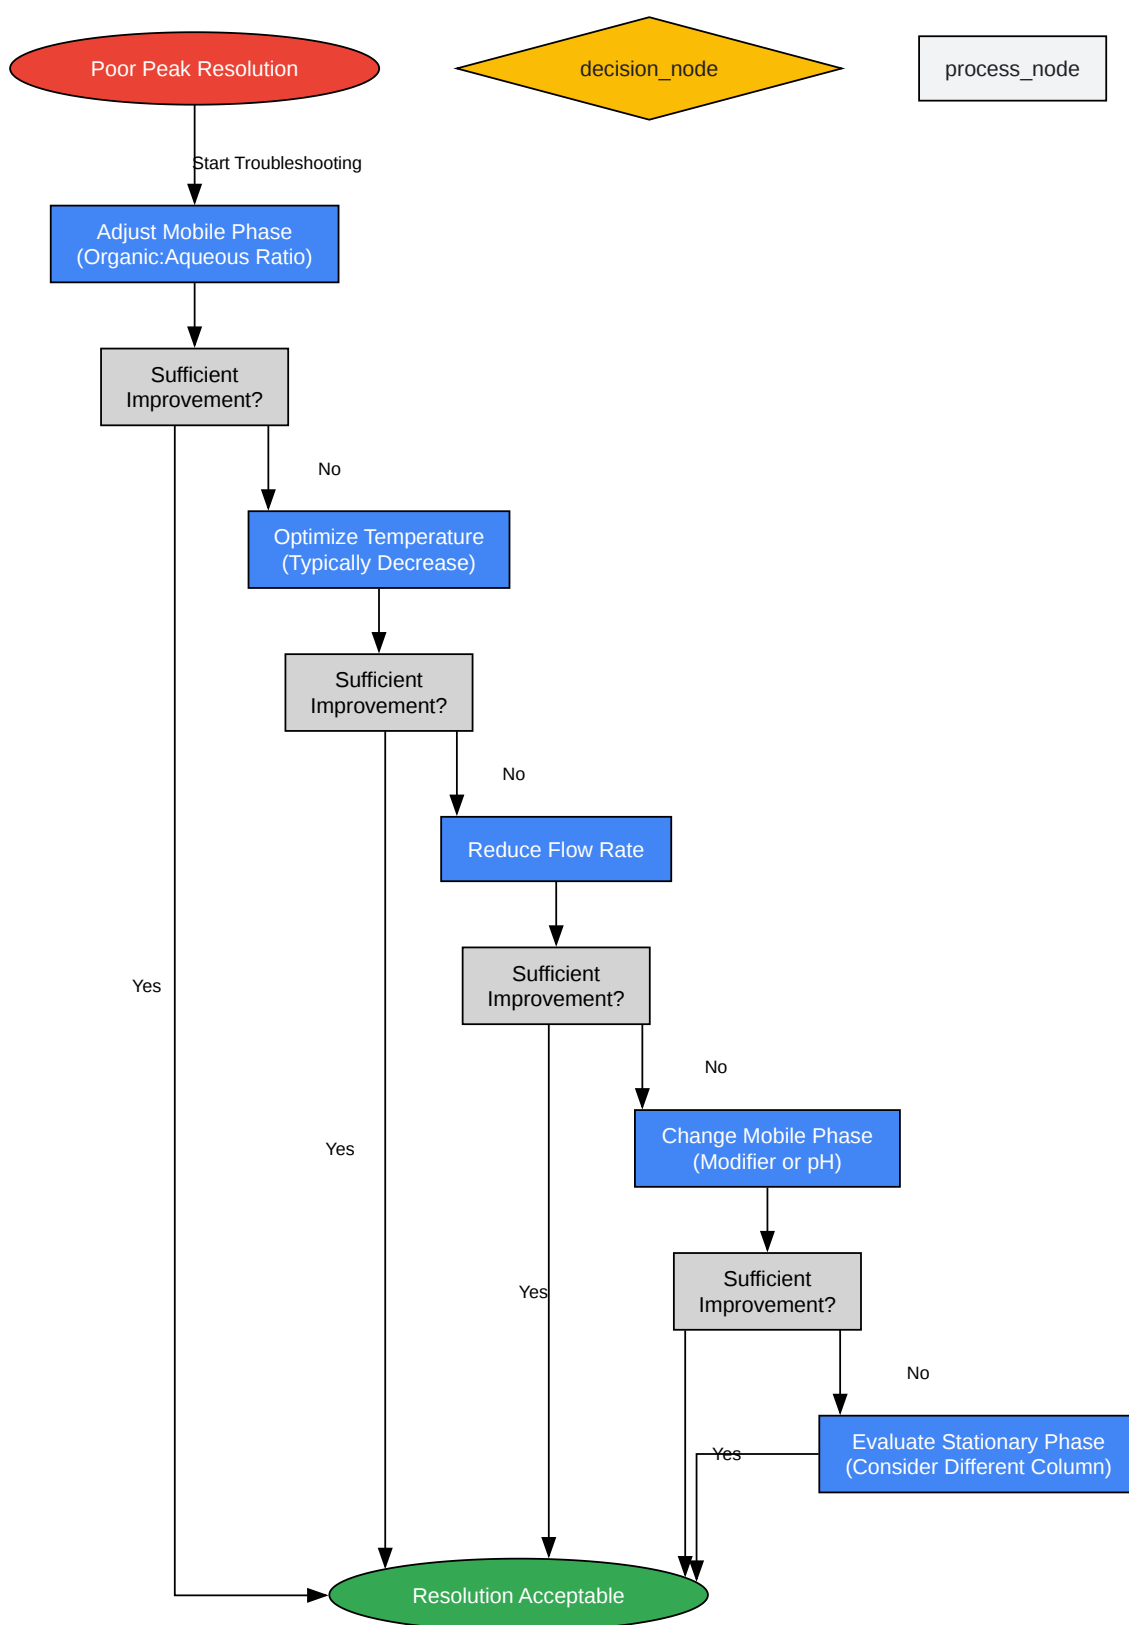 Poor Peak Resolution
decision_node
process_node
Start Troubleshooting
Adjust Mobile Phase
(Organic:Aqueous Ratio)
Sufficient
Improvement?
No
Optimize Temperature
(Typically Decrease)
Sufficient
Improvement?
No
Reduce Flow Rate
Sufficient
Improvement?
Yes
No
Change Mobile Phase
(Modifier or pH)
Yes
Sufficient
Improvement?
Yes
No
Evaluate Stationary Phase
(Consider Different Column)
Yes
Resolution Acceptable